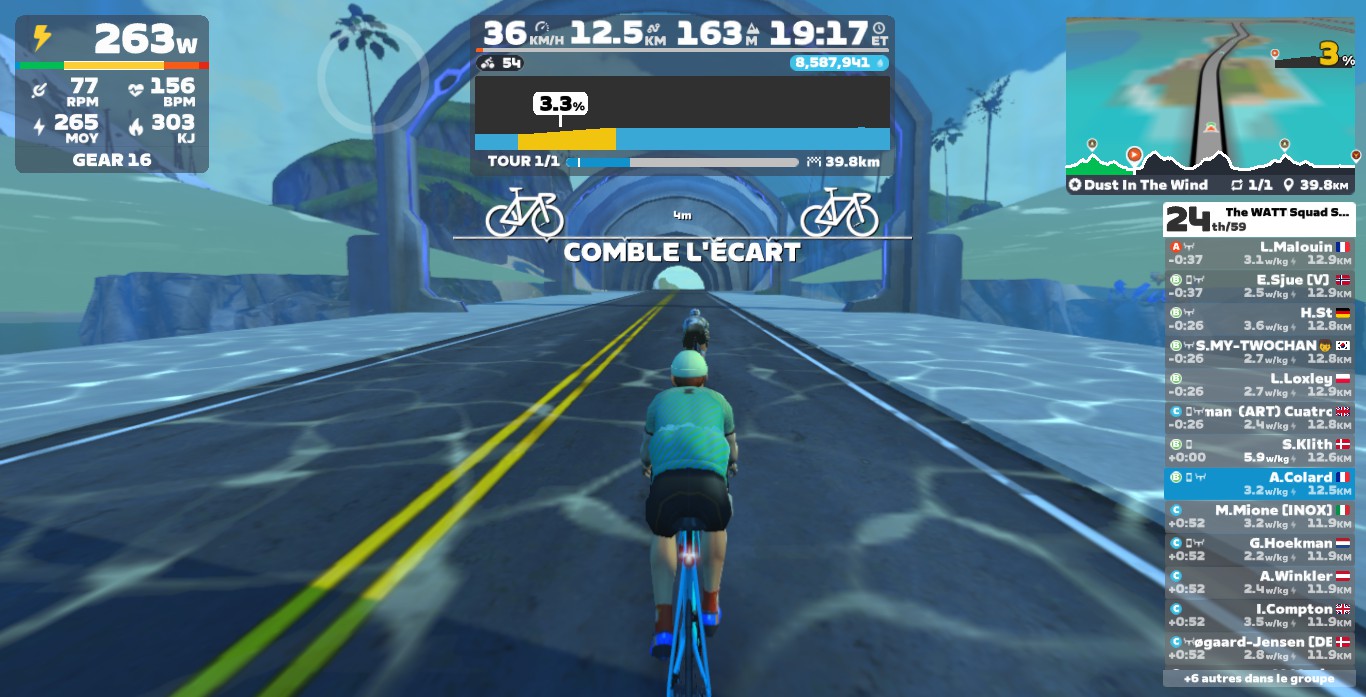 263w
77 RPM
156 BPM
265 MOY
303 KJ
GEAR 16
36 KM/H 12.5 KM 163 M 19:17 ET
54
8,587,941
3.3%
TOUR 1/1
39.8km
4m
COMBLE L'ÉCART
3%
Dust In The Wind 1/1 39.8KM
24th/59 The WATT Squad S...
A L.Malouin
-0:37 3.1w/kg 12.9KM
B E.Sjue [V]
-0:37 2.5w/kg 12.9KM
B H.St
-0:26 3.6w/kg 12.8KM
B S.MY-TWOCHAN
-0:26 2.7w/kg 12.8KM
B L.Loxley
-0:26 2.7w/kg 12.9KM
C man (ART) Cuatro
-0:26 2.4w/kg 12.8KM
B S.Klith
+0:00 5.9w/kg 12.6KM
B A.Colard
3.2w/kg 12.5KM
C M.Mione [INOX]
+0:52 3.2w/kg 11.9KM
C G.Hoekman
+0:52 2.2w/kg 11.9KM
C A.Winkler
+0:52 2.4w/kg 11.9KM
C I.Compton
+0:52 3.5w/kg 11.9KM
C øgaard-Jensen [DE
+0:52 2.8w/kg 11.9KM
+6 autres dans le groupe